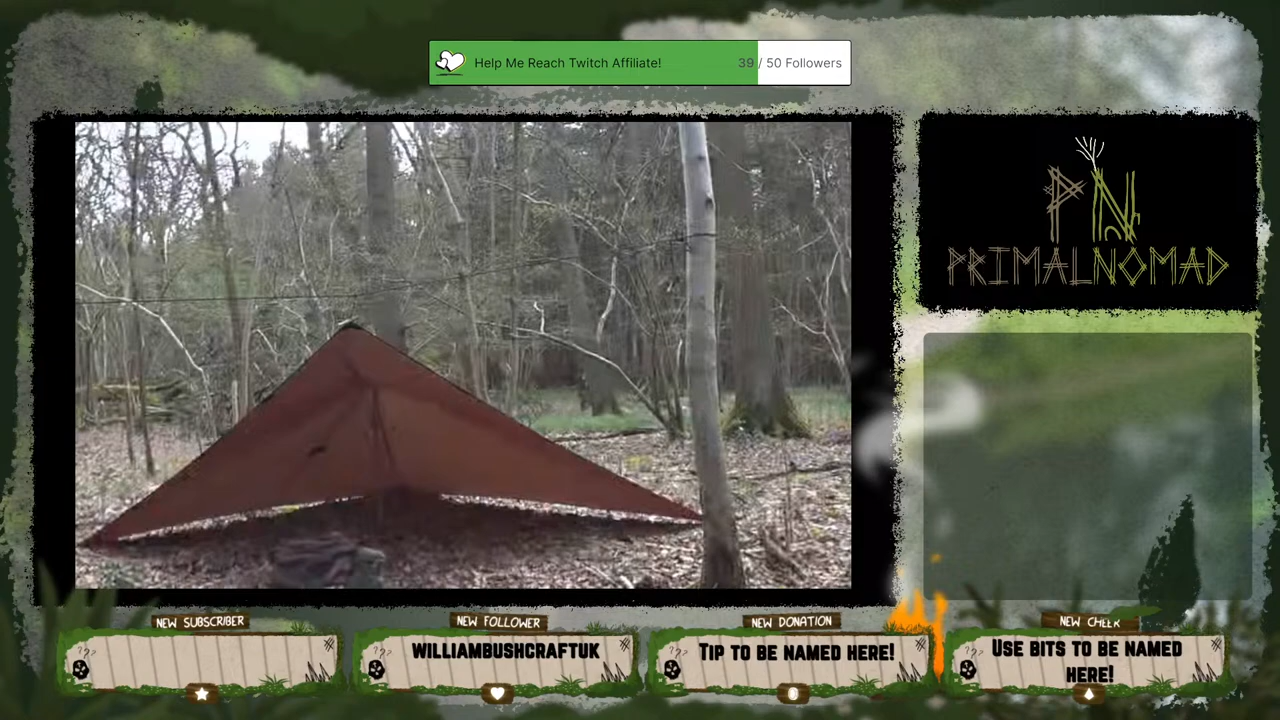 Help Me Reach Twitch Affiliate! 39 / 50 Followers
PN
PRIMALNOMAD
NEW SUBSCRIBER
NEW FOLLOWER
WILLIAMBUSHCRAFTUK
NEW DONATION
TIP TO BE NAMED HERE!
NEW CHEER
USE BITS TO BE NAMED
HERE!
???
???
???
???